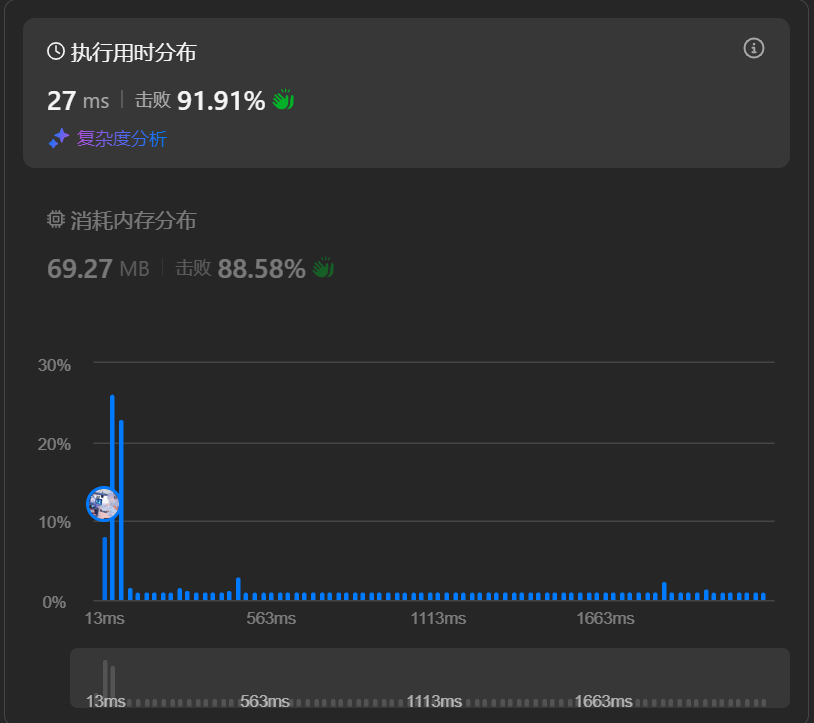 执行用时分布
27 ms | 击败 91.91%
复杂度分析
消耗内存分布
69.27 MB | 击败 88.58%
30%
20%
10%
0%
13ms 563ms 1113ms 1663ms
13ms 563ms 1113ms 1663ms